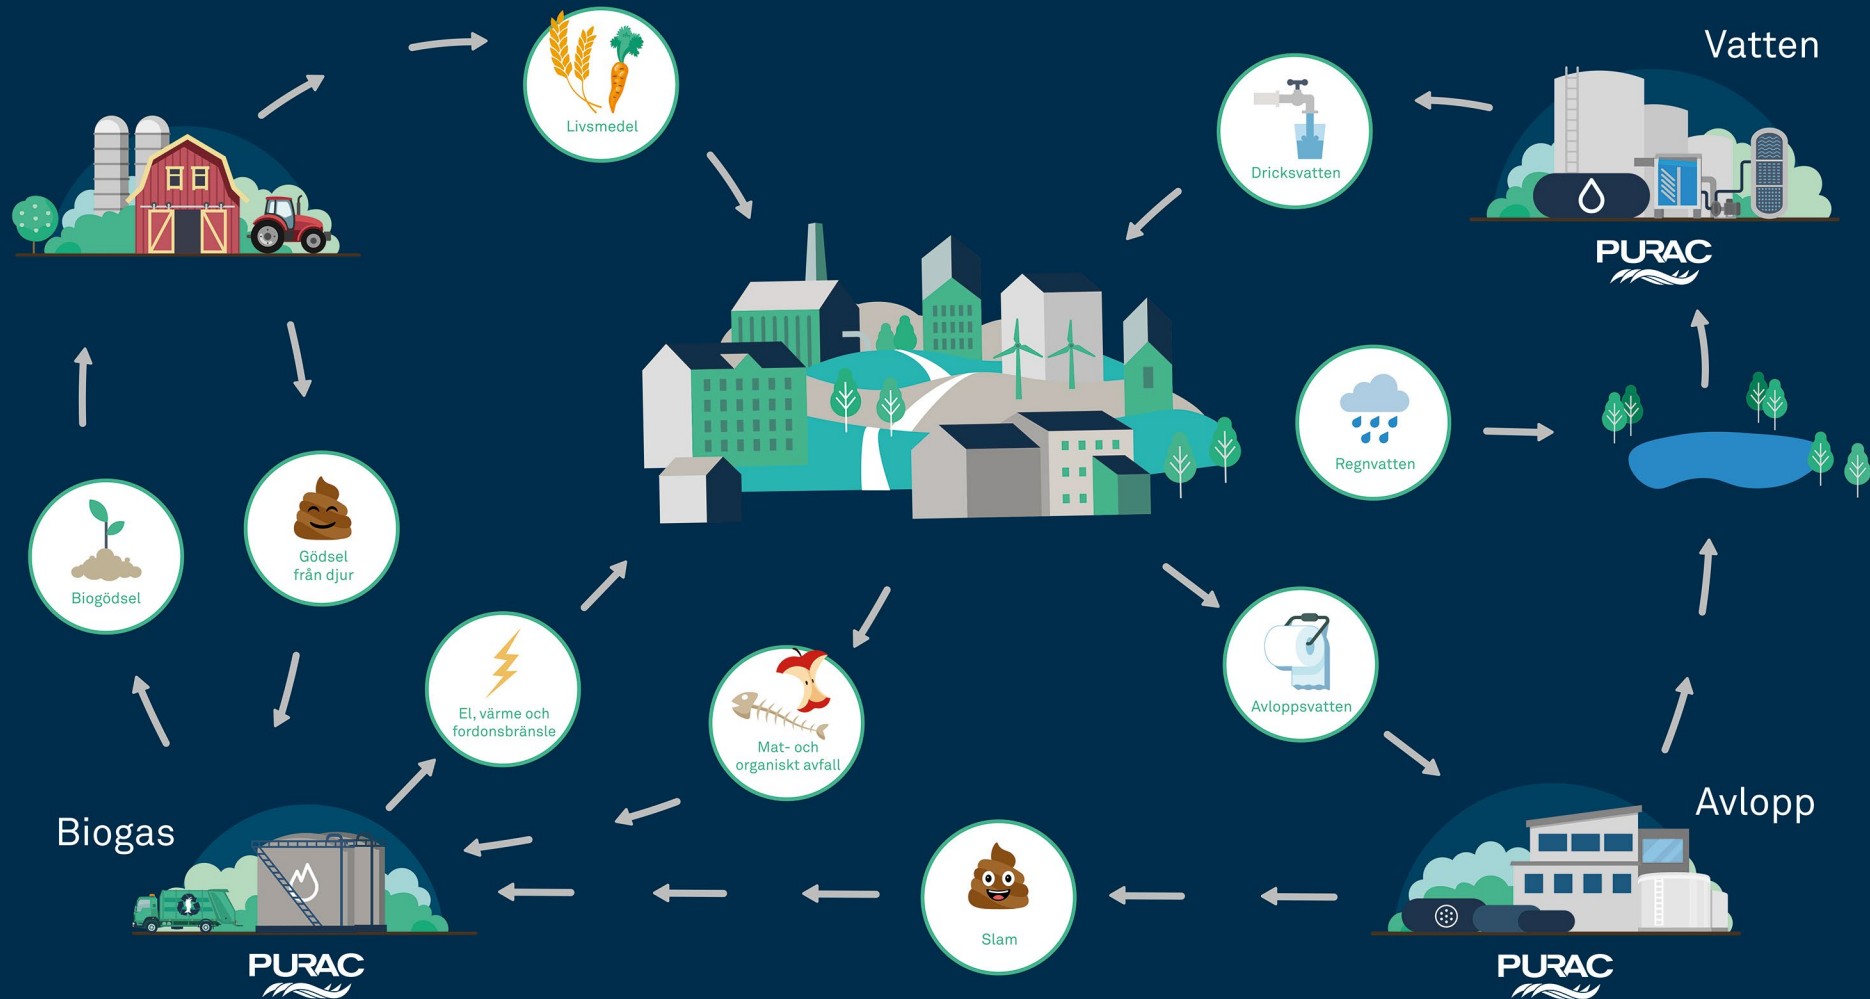 Livsmedel
Vatten
Dricksvatten
PURAC
Regnvatten
Gödsel
från djur
Biogödsel
El, värme och
fordonsbränsle
Mat- och
organiskt avfall
Avloppsvatten
Biogas
Avlopp
Slam
PURAC
PURAC